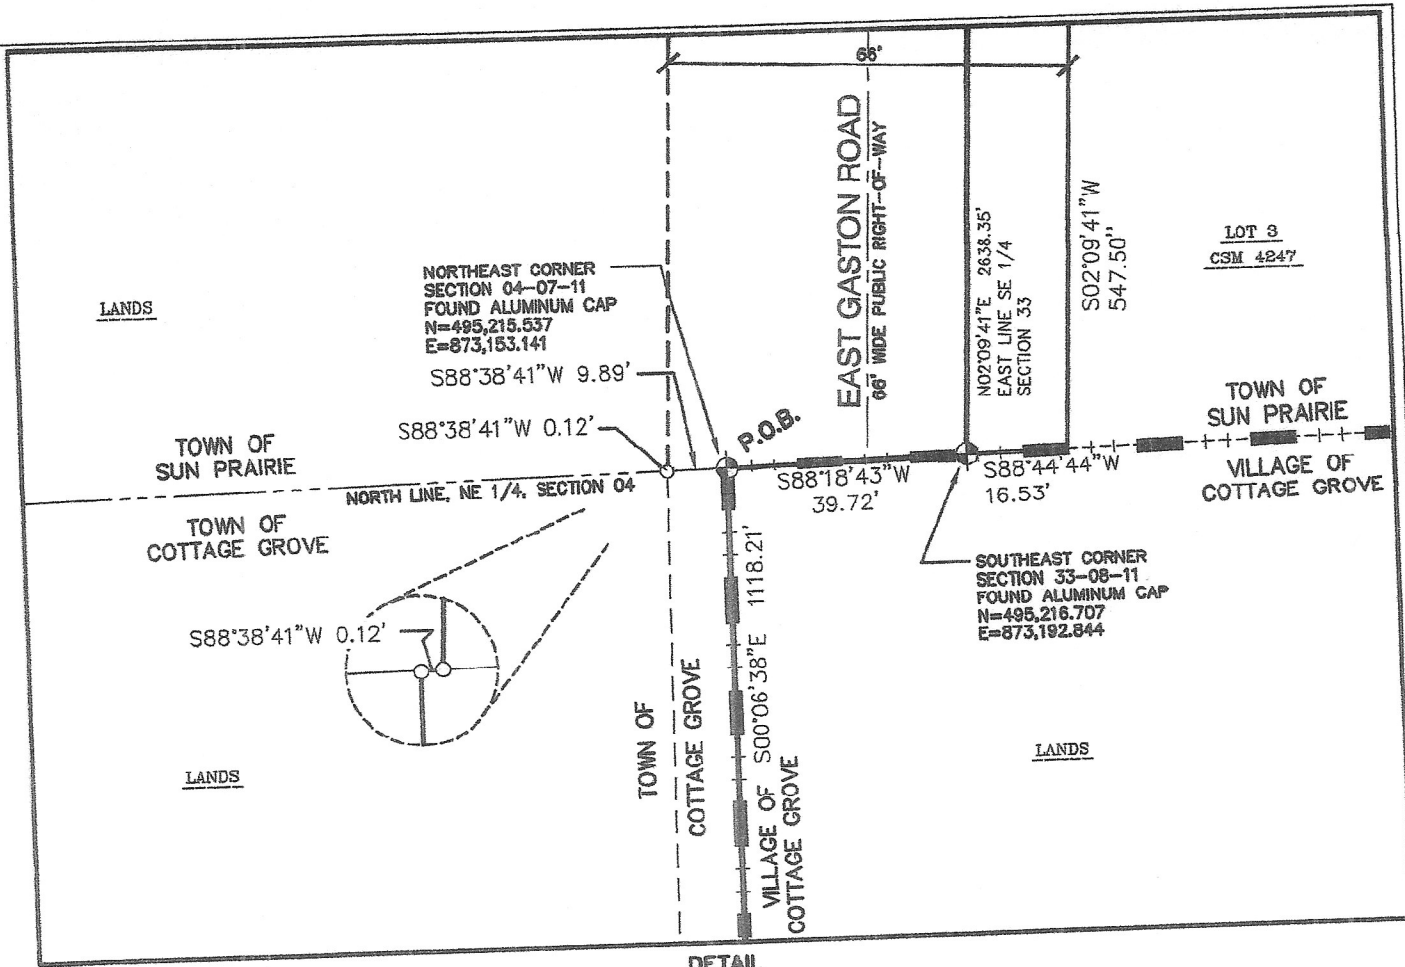 66'
EAST GASTON ROAD
66' WIDE PUBLIC RIGHT-OF-WAY
N02°09'41"E 2638.35'
EAST LINE SE 1/4
SECTION 33
S02°09'41"W
547.50"
LOT 3
CSM 4247
LANDS
NORTHEAST CORNER
SECTION 04-07-11
FOUND ALUMINUM CAP
N=495,215.537
E=873,153.141
S88°38'41"W 9.89'
S88°38'41"W 0.12'
P.O.B.
TOWN OF
SUN PRAIRIE
TOWN OF
SUN PRAIRIE
NORTH LINE, NE 1/4, SECTION 04
S88°18'43"W
39.72'
S88°44'44"W
16.53'
VILLAGE OF
COTTAGE GROVE
TOWN OF
COTTAGE GROVE
SOUTHEAST CORNER
SECTION 33-08-11
FOUND ALUMINUM CAP
N=495,216.707
E=873,192.844
S88°38'41"W 0.12'
S00°06'38"E 1118.21'
TOWN OF
COTTAGE GROVE
VILLAGE OF
COTTAGE GROVE
LANDS
LANDS
DETAIL